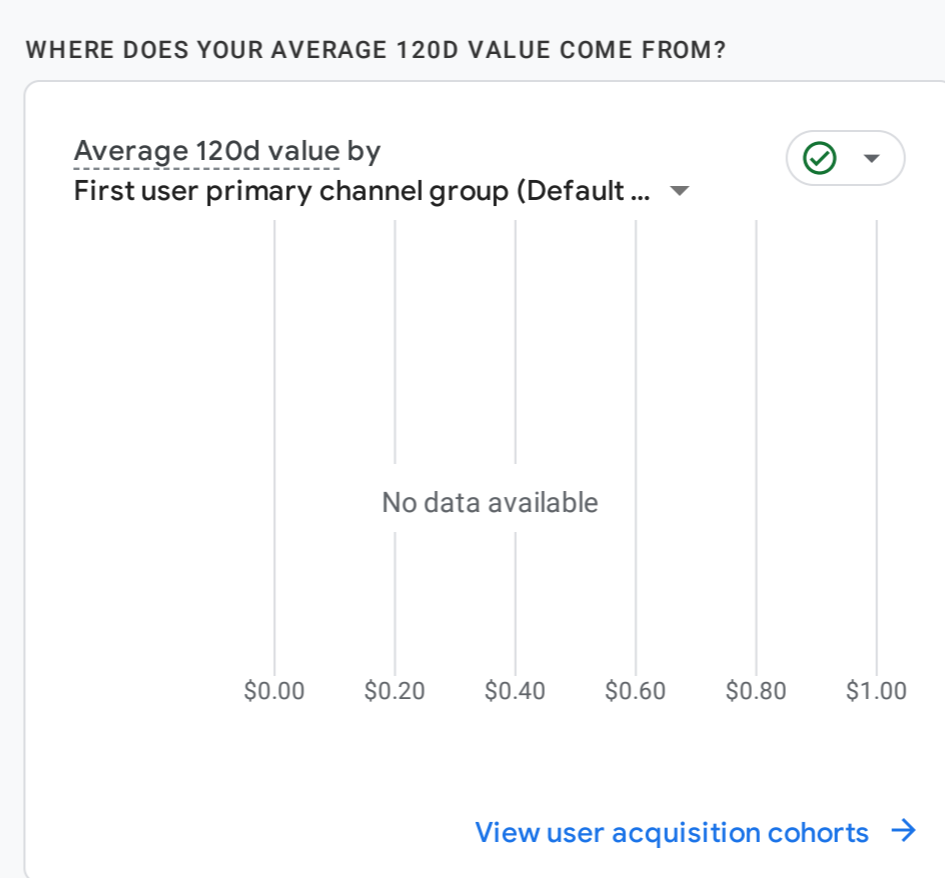 WHERE DOES YOUR AVERAGE 120D VALUE COME FROM?
Average 120d value by
First user primary channel group (Default ...
No data available
$0.00 $0.20 $0.40 $0.60 $0.80 $1.00
View user acquisition cohorts